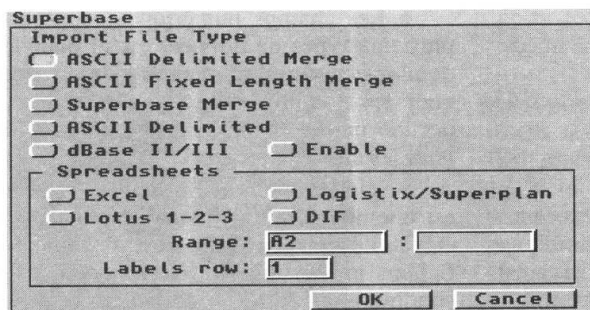 Superbase
Import File Type
ASCII Delimited Merge
ASCII Fixed Length Merge
Superbase Merge
ASCII Delimited
dBase II/III Enable
Spreadsheets
Excel Logistix/Superplan
Lotus 1-2-3 DIF
Range: A2 :
Labels row: 1
OK Cancel